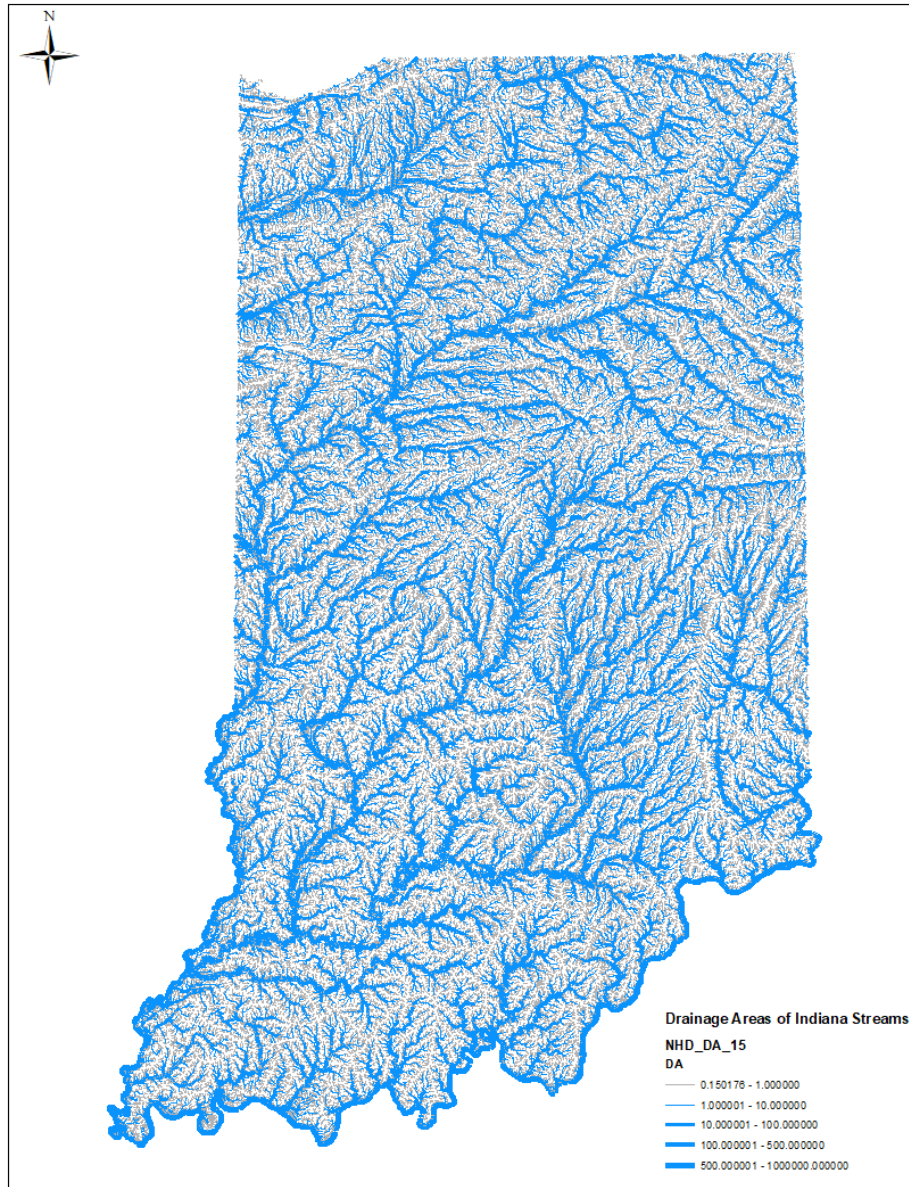 N
Drainage Areas of Indiana Streams
NHD_DA_15
DA
0.150176 - 1.000000
1.000001 - 10.000000
10.000001 - 100.000000
100.000001 - 500.000000
500.000001 - 1000000.000000